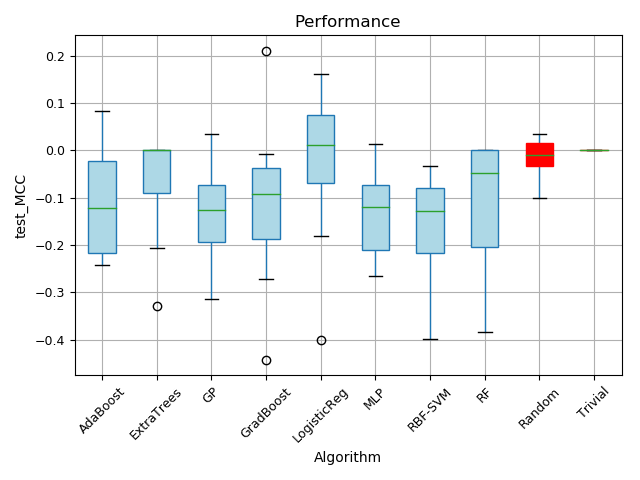 Performance
test_MCC
0.2
0.1
0.0
−0.1
−0.2
−0.3
−0.4
AdaBoost
ExtraTrees
GP
GradBoost
LogisticReg
MLP
RBF-SVM
RF
Random
Trivial
Algorithm